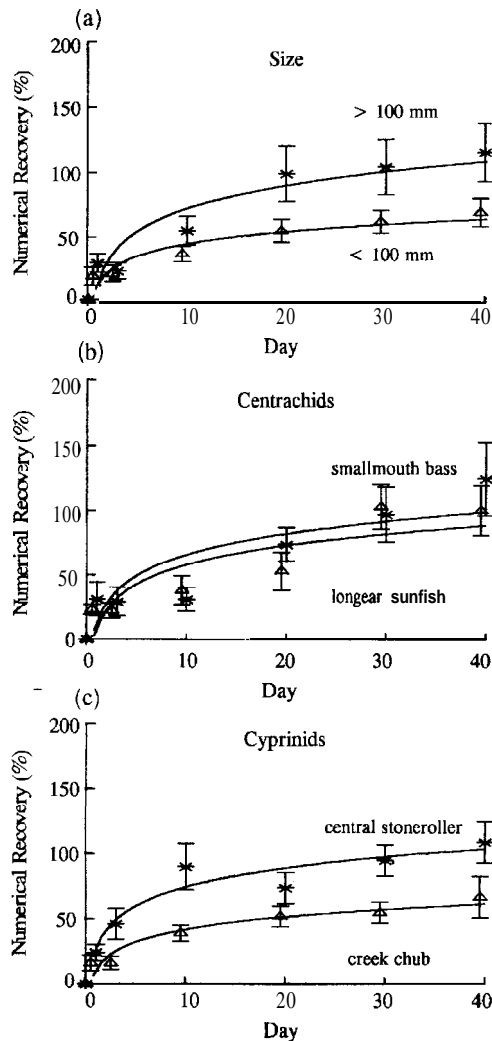 (a)
200
Size
150
> 100 mm
100
50
< 100 mm
0
Numerical Recovery (%)
0 10 20 30 40
Day
(b)
200
Centrachids
150
smallmouth bass
100
50
longear sunfish
0
Numerical Recovery (%)
0 10 20 30 40
Day
(c)
200
Cyprinids
150
central stoneroller
100
50
creek chub
0
Numerical Recovery (%)
0 10 20 30 40
Day